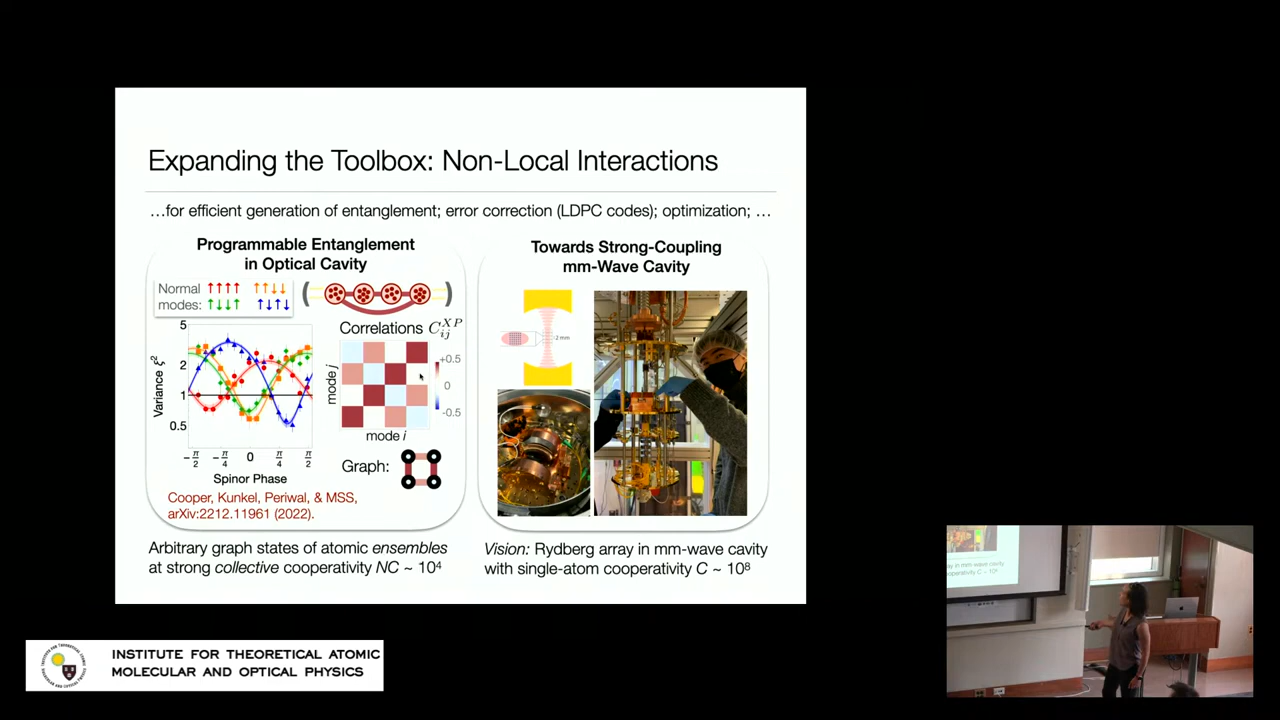 Expanding the Toolbox: Non-Local Interactions
…for efficient generation of entanglement; error correction (LDPC codes); optimization; …
Programmable Entanglement
in Optical Cavity
Normal ↑↑↑↑ ↑↑↓↓
modes: ↑↓↓↑ ↑↓↑↓
Correlations C_{ij}^{XP}
5
2
1
0.5
Variance ξ²
-π/2 -π/4 0 π/4 π/2
Spinor Phase
+0.5
0
-0.5
mode j
mode i
Graph:
Cooper, Kunkel, Periwal, & MSS,
arXiv:2212.11961 (2022).
Arbitrary graph states of atomic ensembles
at strong collective cooperativity NC ~ 10⁴
Towards Strong-Coupling
mm-Wave Cavity
2 mm
Vision: Rydberg array in mm-wave cavity
with single-atom cooperativity C ~ 10⁸
INSTITUTE FOR THEORETICAL ATOMIC
MOLECULAR AND OPTICAL PHYSICS